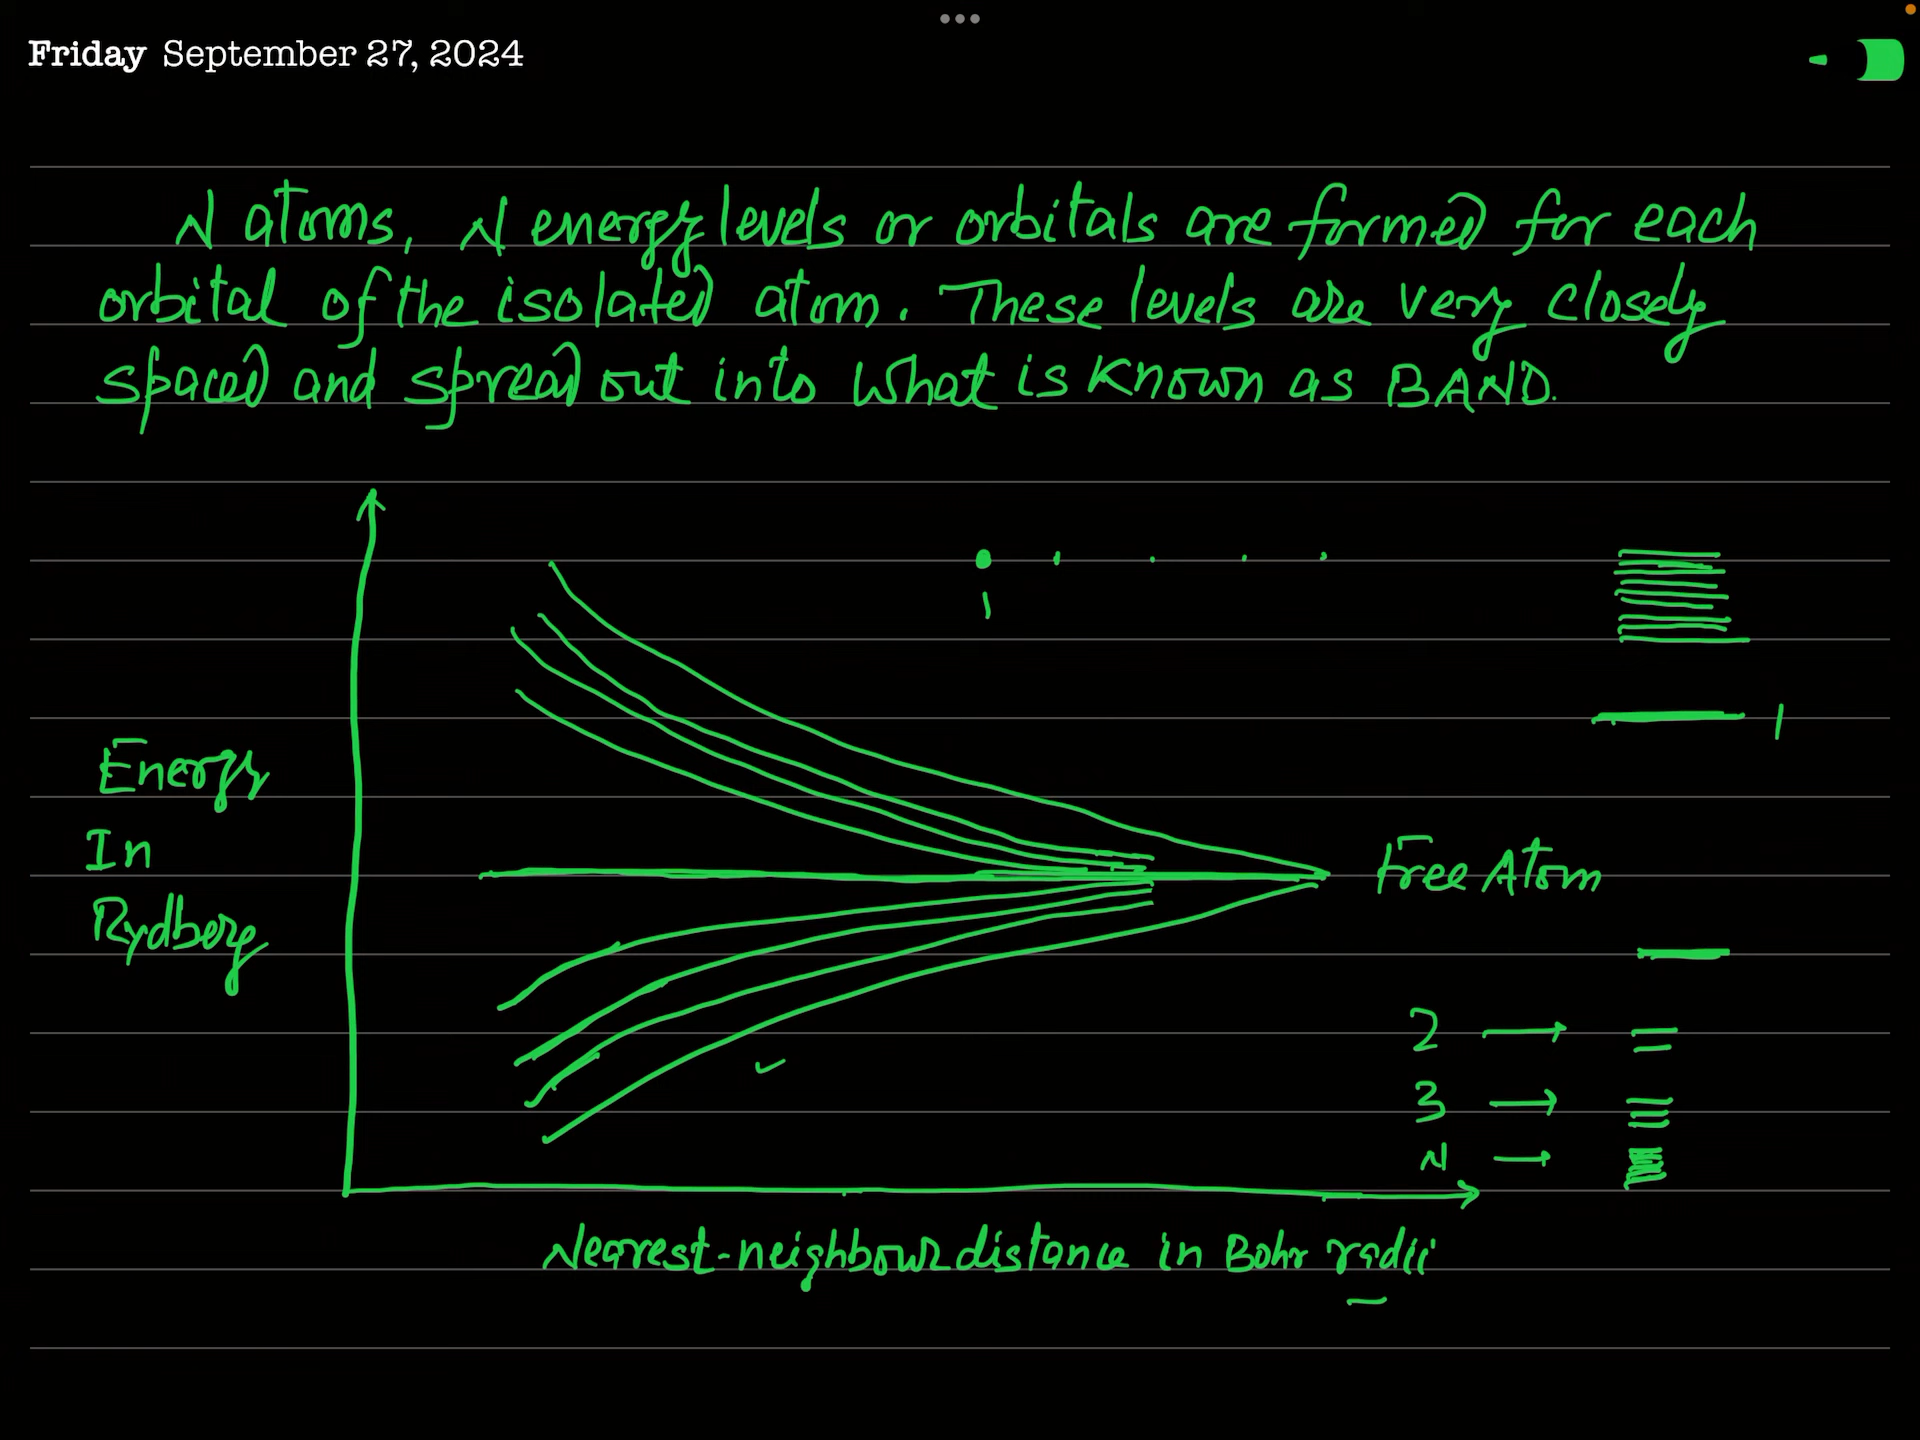 Friday September 27, 2024
N atoms, N energy levels or orbitals are formed for each
orbital of the isolated atom. These levels are very closely
spaced and spread out into what is known as BAND.
1
1
Energy
In
Rydberg
Free Atom
2
3
N
Nearest-neighbour distance in Bohr radii